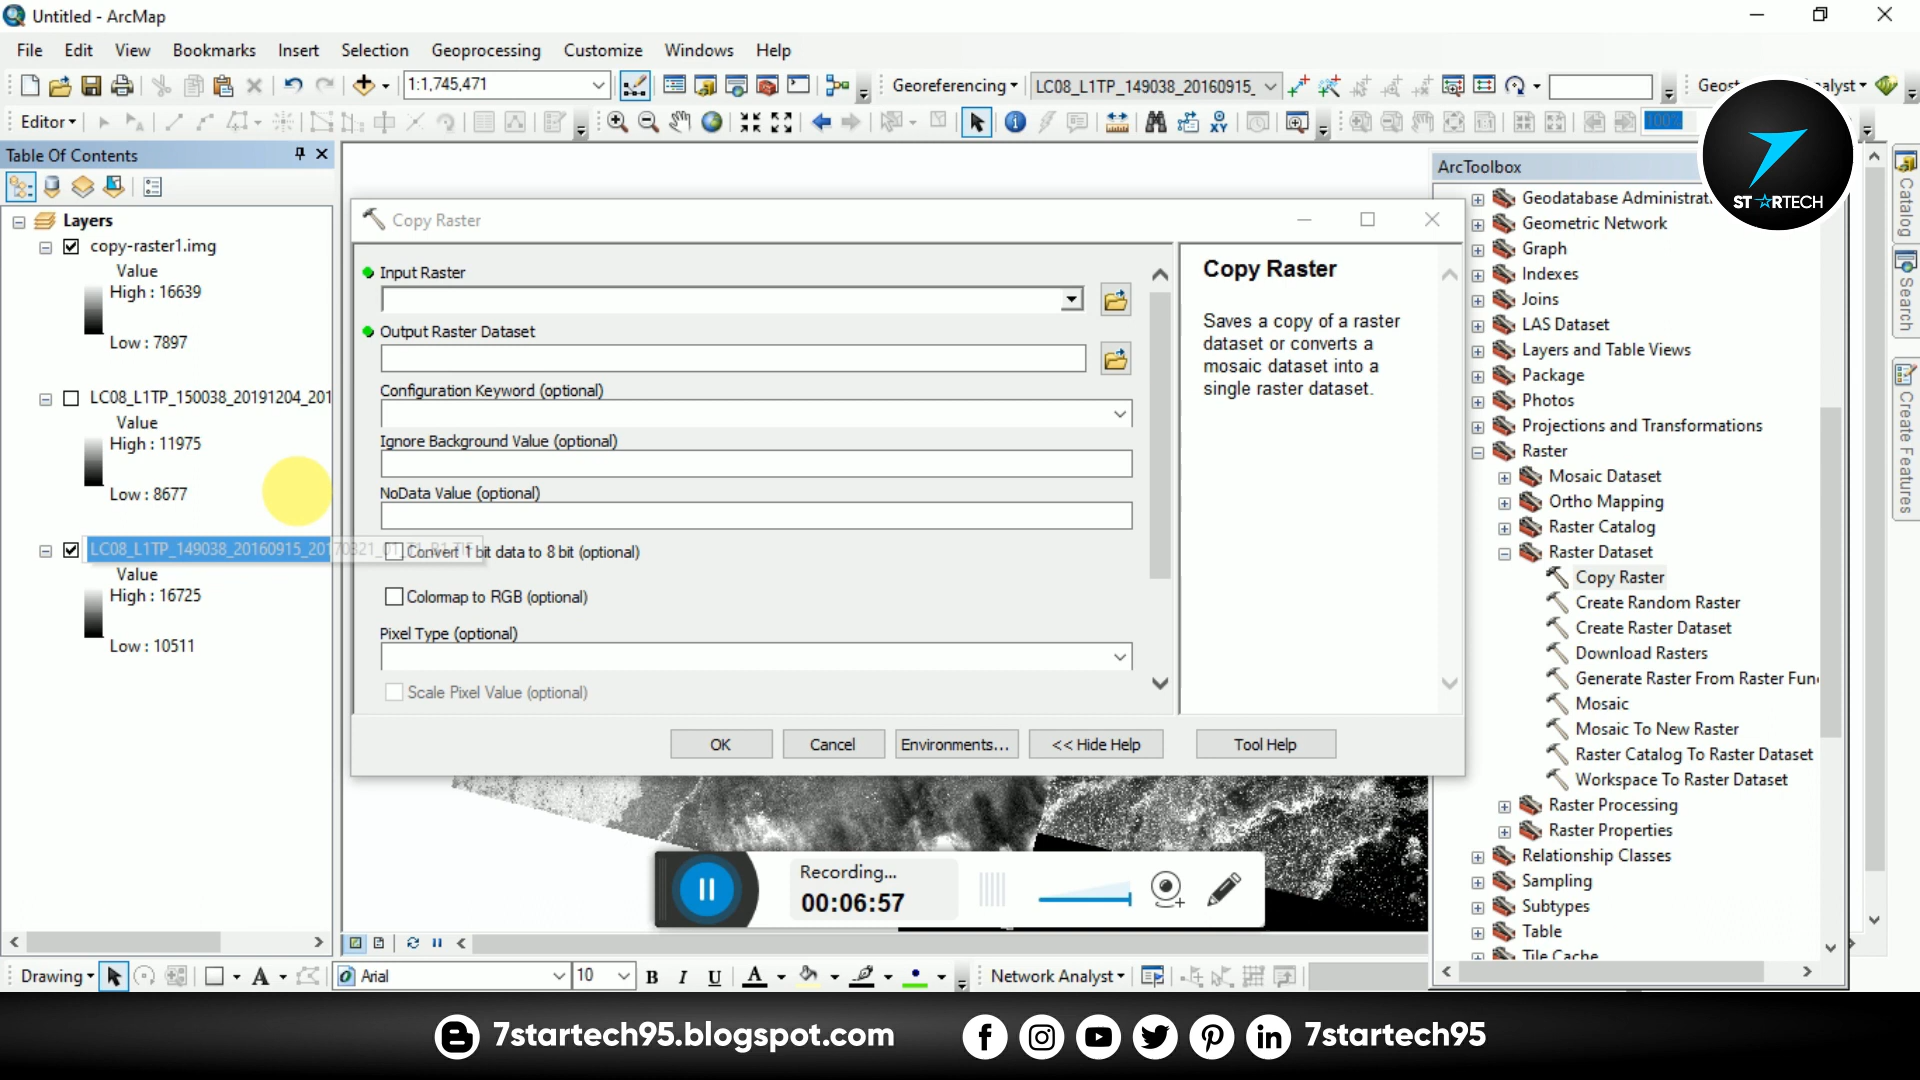 Untitled - ArcMap
File Edit View Bookmarks Insert Selection Geoprocessing Customize Windows Help
1:1,745,471
Georeferencing
LC08_L1TP_149038_20160915_
Geost
alyst
Editor
100%
Table Of Contents
Layers
copy-raster1.img
Value
High : 16639
Low : 7897
LC08_L1TP_150038_20191204_201
Value
High : 11975
Low : 8677
LC08_L1TP_149038_20160915_20170321_01_T1_B1.TIF
Value
High : 16725
Low : 10511
Copy Raster
Input Raster
Output Raster Dataset
Configuration Keyword (optional)
Ignore Background Value (optional)
NoData Value (optional)
Convert 1 bit data to 8 bit (optional)
Colormap to RGB (optional)
Pixel Type (optional)
Scale Pixel Value (optional)
OK Cancel Environments... << Hide Help Tool Help
Copy Raster
Saves a copy of a raster
dataset or converts a
mosaic dataset into a
single raster dataset.
ArcToolbox
Geodatabase Administrat
Geometric Network
Graph
Indexes
Joins
LAS Dataset
Layers and Table Views
Package
Photos
Projections and Transformations
Raster
Mosaic Dataset
Ortho Mapping
Raster Catalog
Raster Dataset
Copy Raster
Create Random Raster
Create Raster Dataset
Download Rasters
Generate Raster From Raster Fun
Mosaic
Mosaic To New Raster
Raster Catalog To Raster Dataset
Workspace To Raster Dataset
Raster Processing
Raster Properties
Relationship Classes
Sampling
Subtypes
Table
Tile Cache
Catalog
Search
Create Features
STARTECH
Recording...
00:06:57
Drawing
Arial
10
B I U A
Network Analyst
7startech95.blogspot.com
7startech95